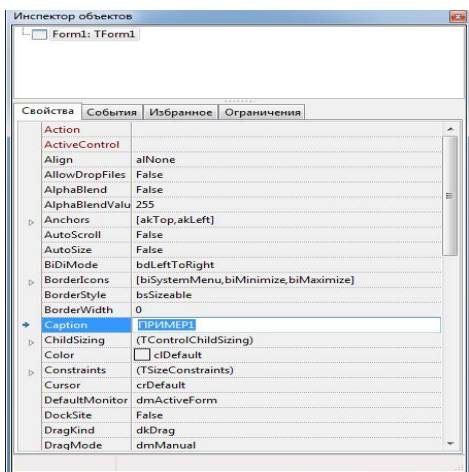 Инспектор объектов
Form1: TForm1
Свойства События Избранное Ограничения
Action
ActiveControl
Align alNone
AllowDropFiles False
AlphaBlend False
AlphaBlendValu 255
Anchors [akTop,akLeft]
AutoScroll False
AutoSize False
BiDiMode bdLeftToRight
BorderIcons [biSystemMenu,biMinimize,biMaximize]
BorderStyle bsSizeable
BorderWidth 0
Caption ПРИМЕР1
ChildSizing (TControlChildSizing)
Color clDefault
Constraints (TSizeConstraints)
Cursor crDefault
DefaultMonitor dmActiveForm
DockSite False
DragKind dkDrag
DragMode dmManual